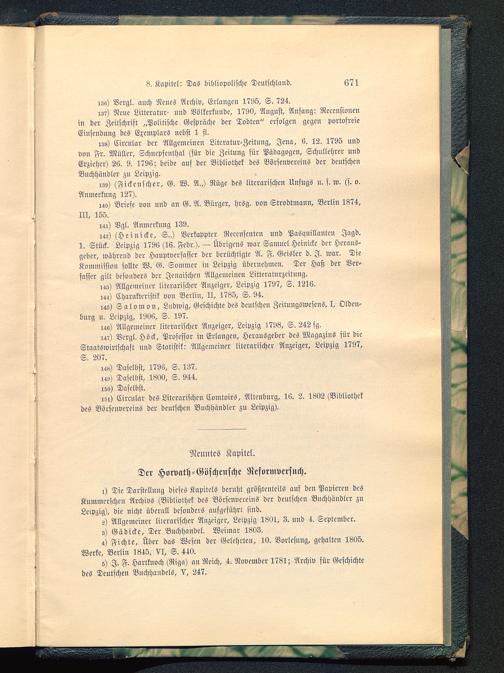 8. Kapitel: Das bibliopolische Deutschland. 671
136) Vergl. auch Neues Archiv, Erlangen 1795, S. 724.
137) Neue Litteratur- und Völkerkunde, 1790, August, Anfang: Recensionen
in der Zeitschrift „Politische Gespräche der Todten“ erfolgen gegen portofreie
Einsendung des Exemplars nebst 1 fl.
138) Circular der Allgemeinen Literatur-Zeitung, Jena, 6. 12. 1795 und
von Fr. Müller, Schnepfenthal (für die Zeitung für Pädagogen, Schullehrer und
Erzieher) 26. 9. 1796; beide auf der Bibliothek des Börsenvereins der deutschen
Buchhändler zu Leipzig.
139) (Fickenscher, G. W. A.,) Rüge des literarischen Unfugs u. s. w. (s. o.
Anmerkung 127).
140) Briefe von und an G. A. Bürger, hrsg. von Strodtmann, Berlin 1874,
III, 155.
141) Vgl. Anmerkung 139.
142) (Heinicke, S.,) Verkappter Recensenten und Pasquillanten Jagd.
1. Stück. Leipzig 1796 (16. Febr.). — Übrigens war Samuel Heinicke der Heraus-
geber, während der Hauptverfasser der berüchtigte A. F. Geisler d. J. war. Die
Kommission sollte W. G. Sommer in Leipzig übernehmen. Der Haß der Ver-
fasser gilt besonders der Jenaischen Allgemeinen Litteraturzeitung.
143) Allgemeiner literarischer Anzeiger, Leipzig 1797, S. 1216.
144) Charakteristik von Berlin, II, 1785, S. 94.
145) Salomon, Ludwig, Geschichte des deutschen Zeitungswesens, I, Olden-
burg u. Leipzig, 1906, S. 197.
146) Allgemeiner literarischer Anzeiger, Leipzig 1798, S. 242 fg.
147) Vergl. Höck, Professor in Erlangen, Herausgeber des Magazins für die
Staatswirtschaft und Statistik: Allgemeiner literarischer Anzeiger, Leipzig 1797,
S. 207.
148) Daselbst, 1796, S. 137.
149) Daselbst, 1800, S. 944.
150) Daselbst.
151) Circular des Literarischen Comtoirs, Altenburg, 16. 2. 1802 (Bibliothek
des Börsenvereins der deutschen Buchhändler zu Leipzig).
Neuntes Kapitel.
Der Horvath-Göschensche Reformversuch.
1) Die Darstellung dieses Kapitels beruht größtenteils auf den Papieren des
Kummerschen Archivs (Bibliothek des Börsenvereins der deutschen Buchhändler zu
Leipzig), die nicht überall besonders aufgeführt sind.
2) Allgemeiner literarischer Anzeiger, Leipzig 1801, 3. und 4. September.
3) Gädicke, Der Buchhandel. Weimar 1803.
4) Fichte, Über das Wesen der Gelehrten, 10. Vorlesung, gehalten 1805.
Werke, Berlin 1845, VI, S. 440.
5) J. F. Hartknoch (Riga) an Reich, 4. November 1781; Archiv für Geschichte
des Deutschen Buchhandels, V, 247.